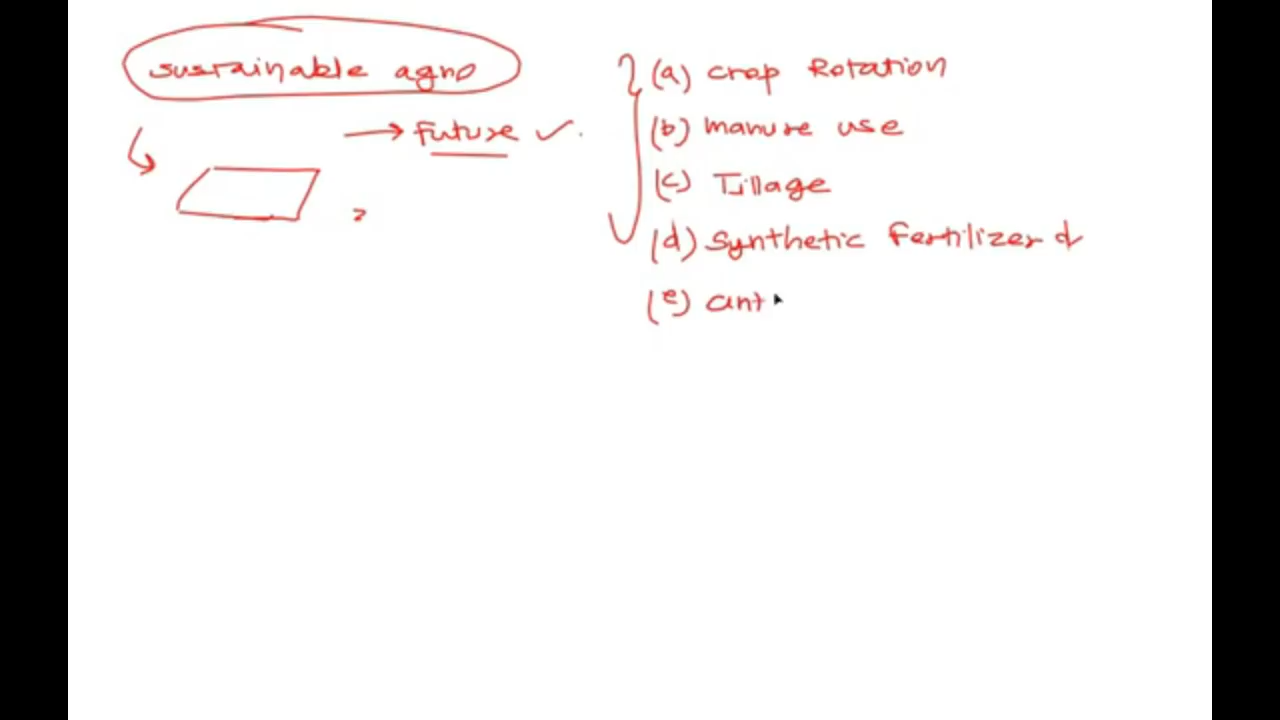 sustainable agro
→ Future ✓.
(a) crop Rotation
(b) manure use
(c) Tillage
(d) synthetic Fertilizer
(e) ant